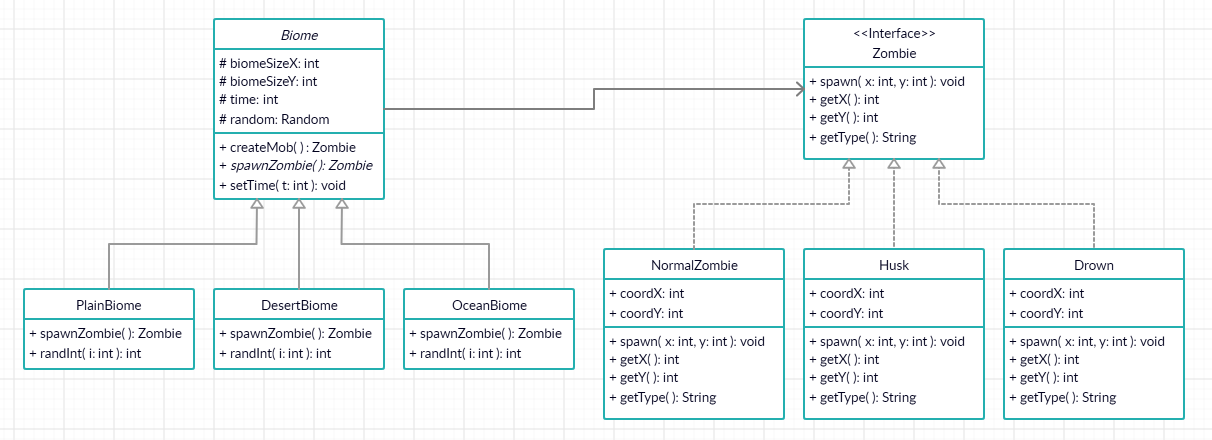 Biome
# biomeSizeX: int
# biomeSizeY: int
# time: int
# random: Random
+ createMob( ) : Zombie
+ spawnZombie( ): Zombie
+ setTime( t: int ): void
<<Interface>>
Zombie
+ spawn( x: int, y: int ): void
+ getX( ): int
+ getY( ): int
+ getType( ): String
PlainBiome
+ spawnZombie( ): Zombie
+ randInt( i: int ): int
DesertBiome
+ spawnZombie( ): Zombie
+ randInt( i: int ): int
OceanBiome
+ spawnZombie( ): Zombie
+ randInt( i: int ): int
NormalZombie
+ coordX: int
+ coordY: int
+ spawn( x: int, y: int ): void
+ getX( ): int
+ getY( ): int
+ getType( ): String
Husk
+ coordX: int
+ coordY: int
+ spawn( x: int, y: int ): void
+ getX( ): int
+ getY( ): int
+ getType( ): String
Drown
+ coordX: int
+ coordY: int
+ spawn( x: int, y: int ): void
+ getX( ): int
+ getY( ): int
+ getType( ): String